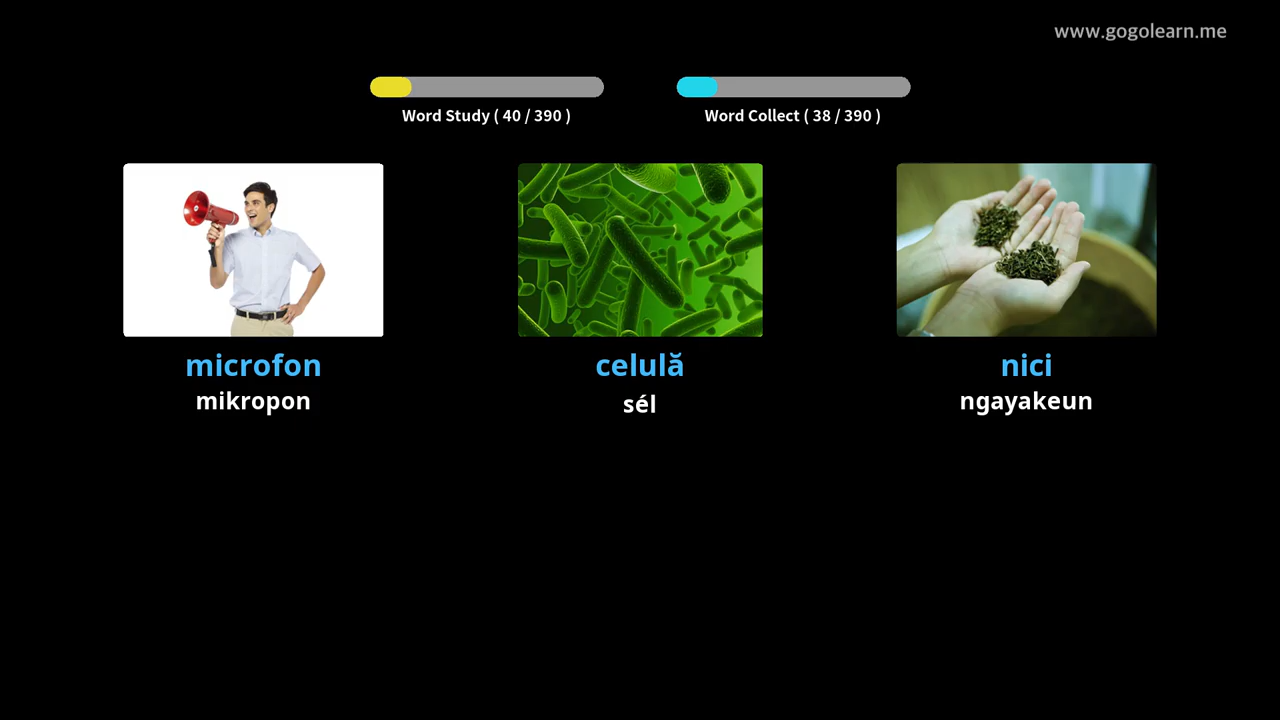 www.gogolearn.me
Word Study ( 40 / 390 )
Word Collect ( 38 / 390 )
microfon
mikropon
celulă
sél
nici
ngayakeun